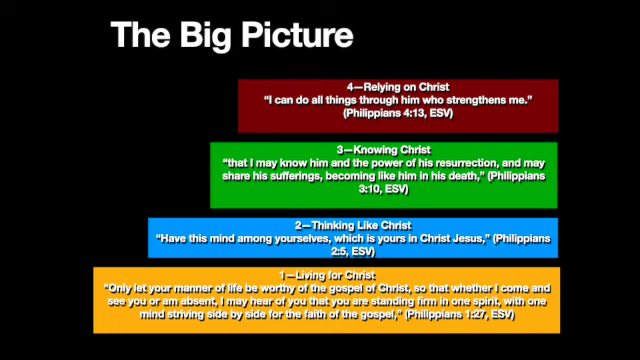 The Big Picture
4—Relying on Christ
“I can do all things through him who strengthens me.”
(Philippians 4:13, ESV)
3—Knowing Christ
“that I may know him and the power of his resurrection, and may
share his sufferings, becoming like him in his death,” (Philippians
3:10, ESV)
2—Thinking Like Christ
“Have this mind among yourselves, which is yours in Christ Jesus,” (Philippians
2:5, ESV)
1—Living for Christ
“Only let your manner of life be worthy of the gospel of Christ, so that whether I come and
see you or am absent, I may hear of you that you are standing firm in one spirit, with one
mind striving side by side for the faith of the gospel,” (Philippians 1:27, ESV)